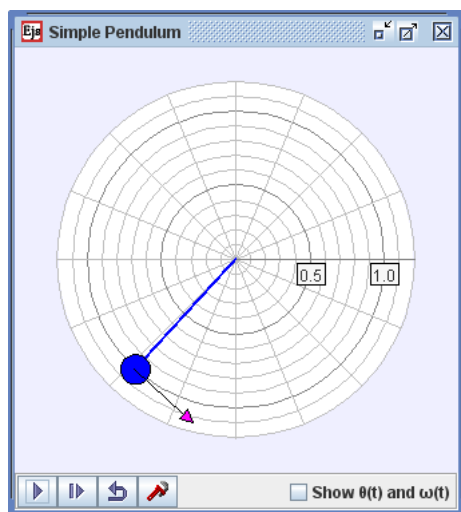 Ejs Simple Pendulum
0.5 1.0
Show θ(t) and ω(t)